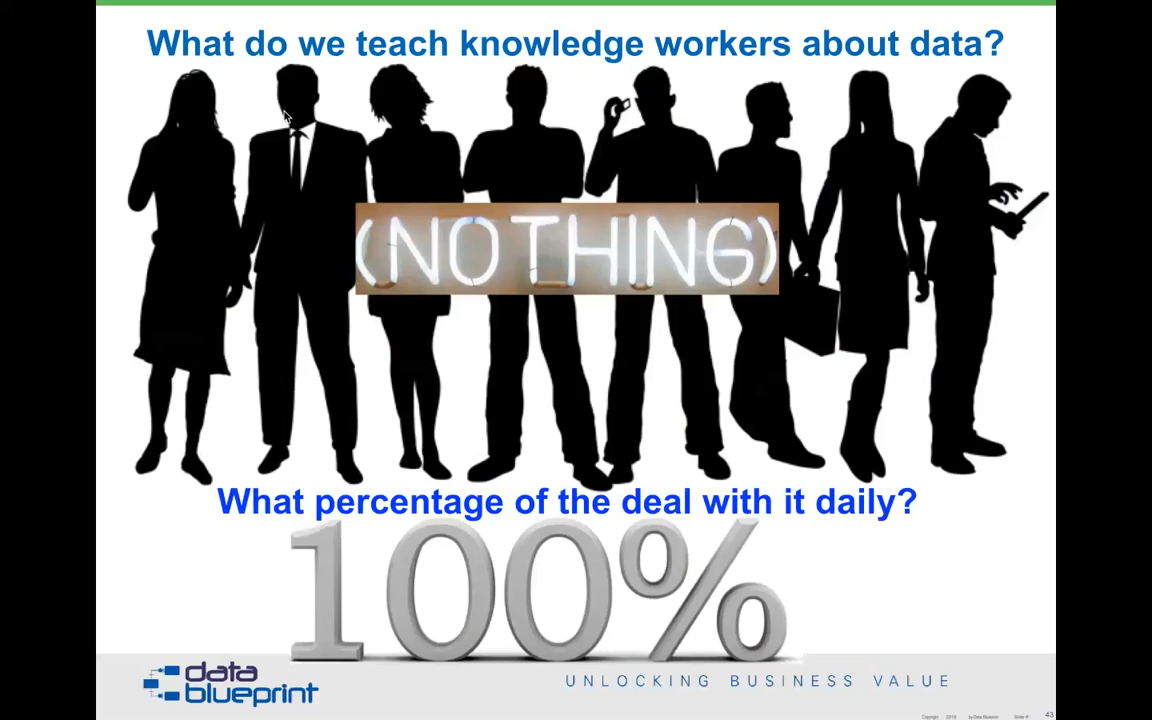 What do we teach knowledge workers about data?
(NOTHING)
What percentage of the deal with it daily?
100%
data
blueprint
UNLOCKING BUSINESS VALUE
43